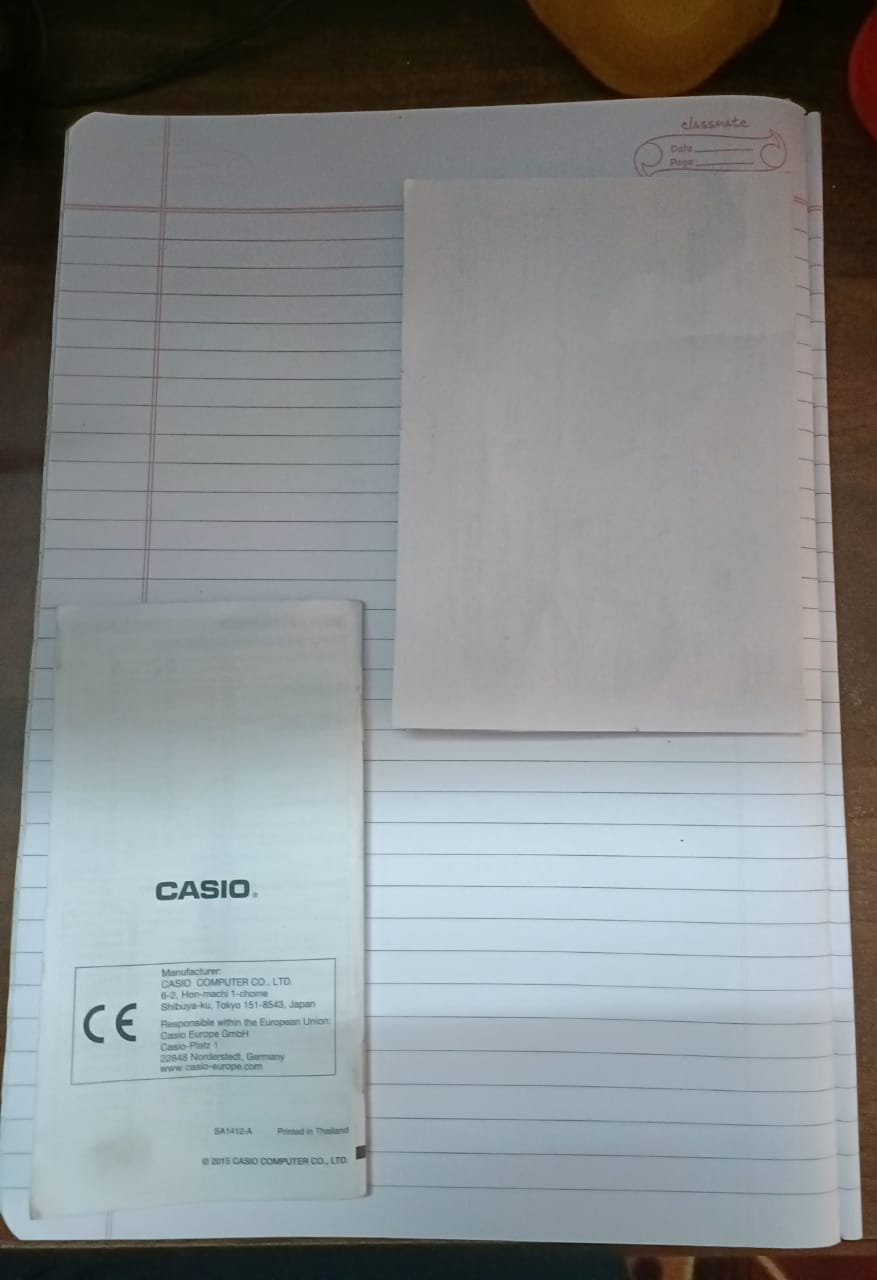 classmate
Date
Page
CASIO®
Manufacturer:
CASIO COMPUTER CO., LTD.
6-2, Hon-machi 1-chome
Shibuya-ku, Tokyo 151-8543, Japan
CE
Responsible within the European Union:
Casio Europe GmbH
Casio-Platz 1
22848 Norderstedt, Germany
www.casio-europe.com
SA1412-A Printed in Thailand
© 2015 CASIO COMPUTER CO., LTD.